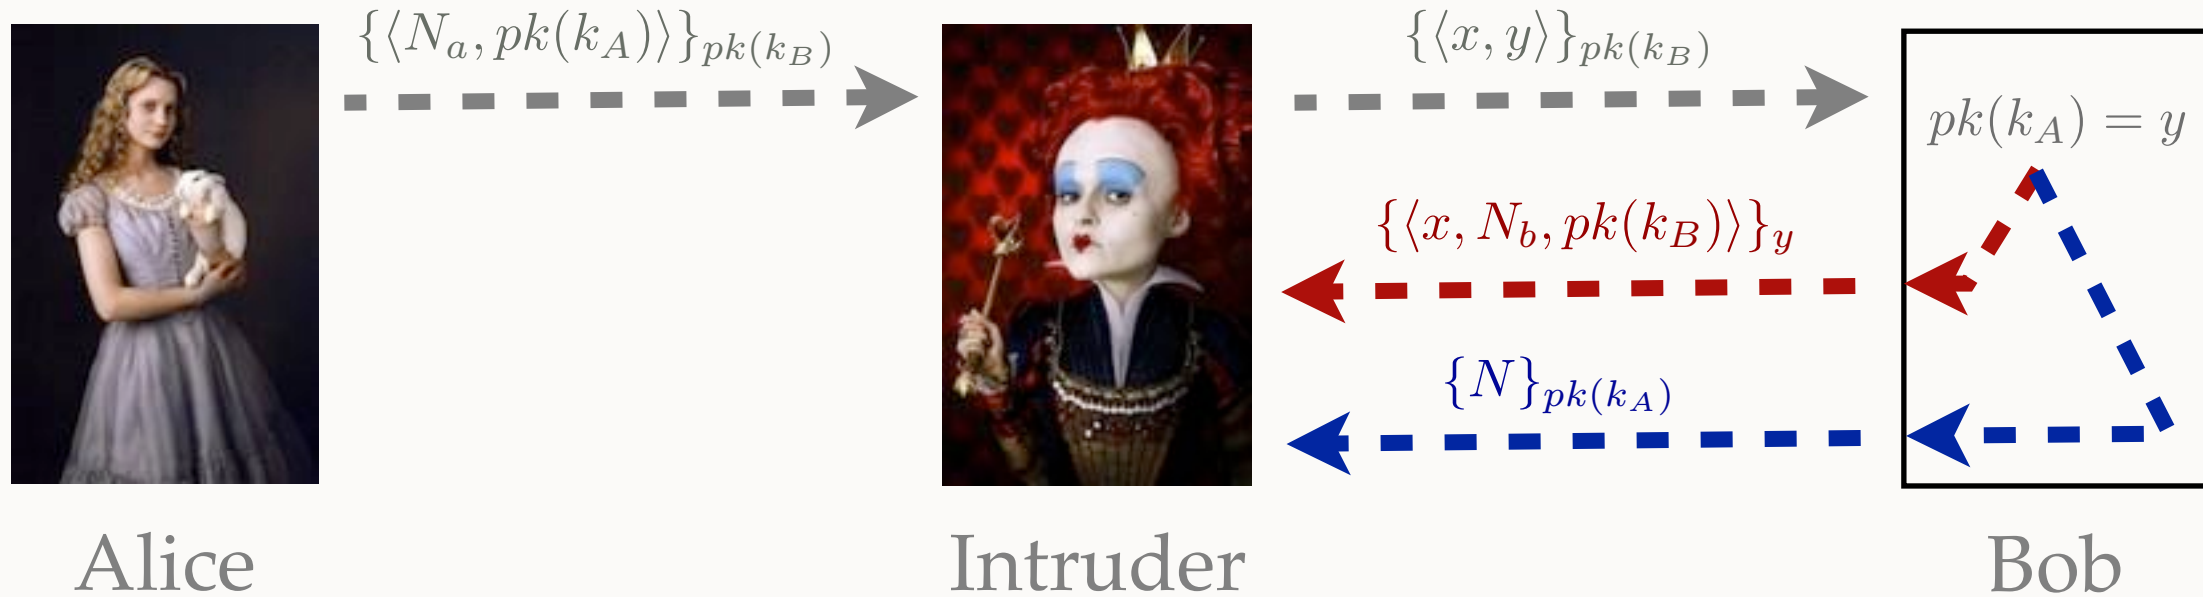 {⟨N_a, pk(k_A)⟩}_{pk(k_B)}
{⟨x, y⟩}_{pk(k_B)}
pk(k_A) = y
{⟨x, N_b, pk(k_B)⟩}_y
{N}_{pk(k_A)}
Alice
Intruder
Bob